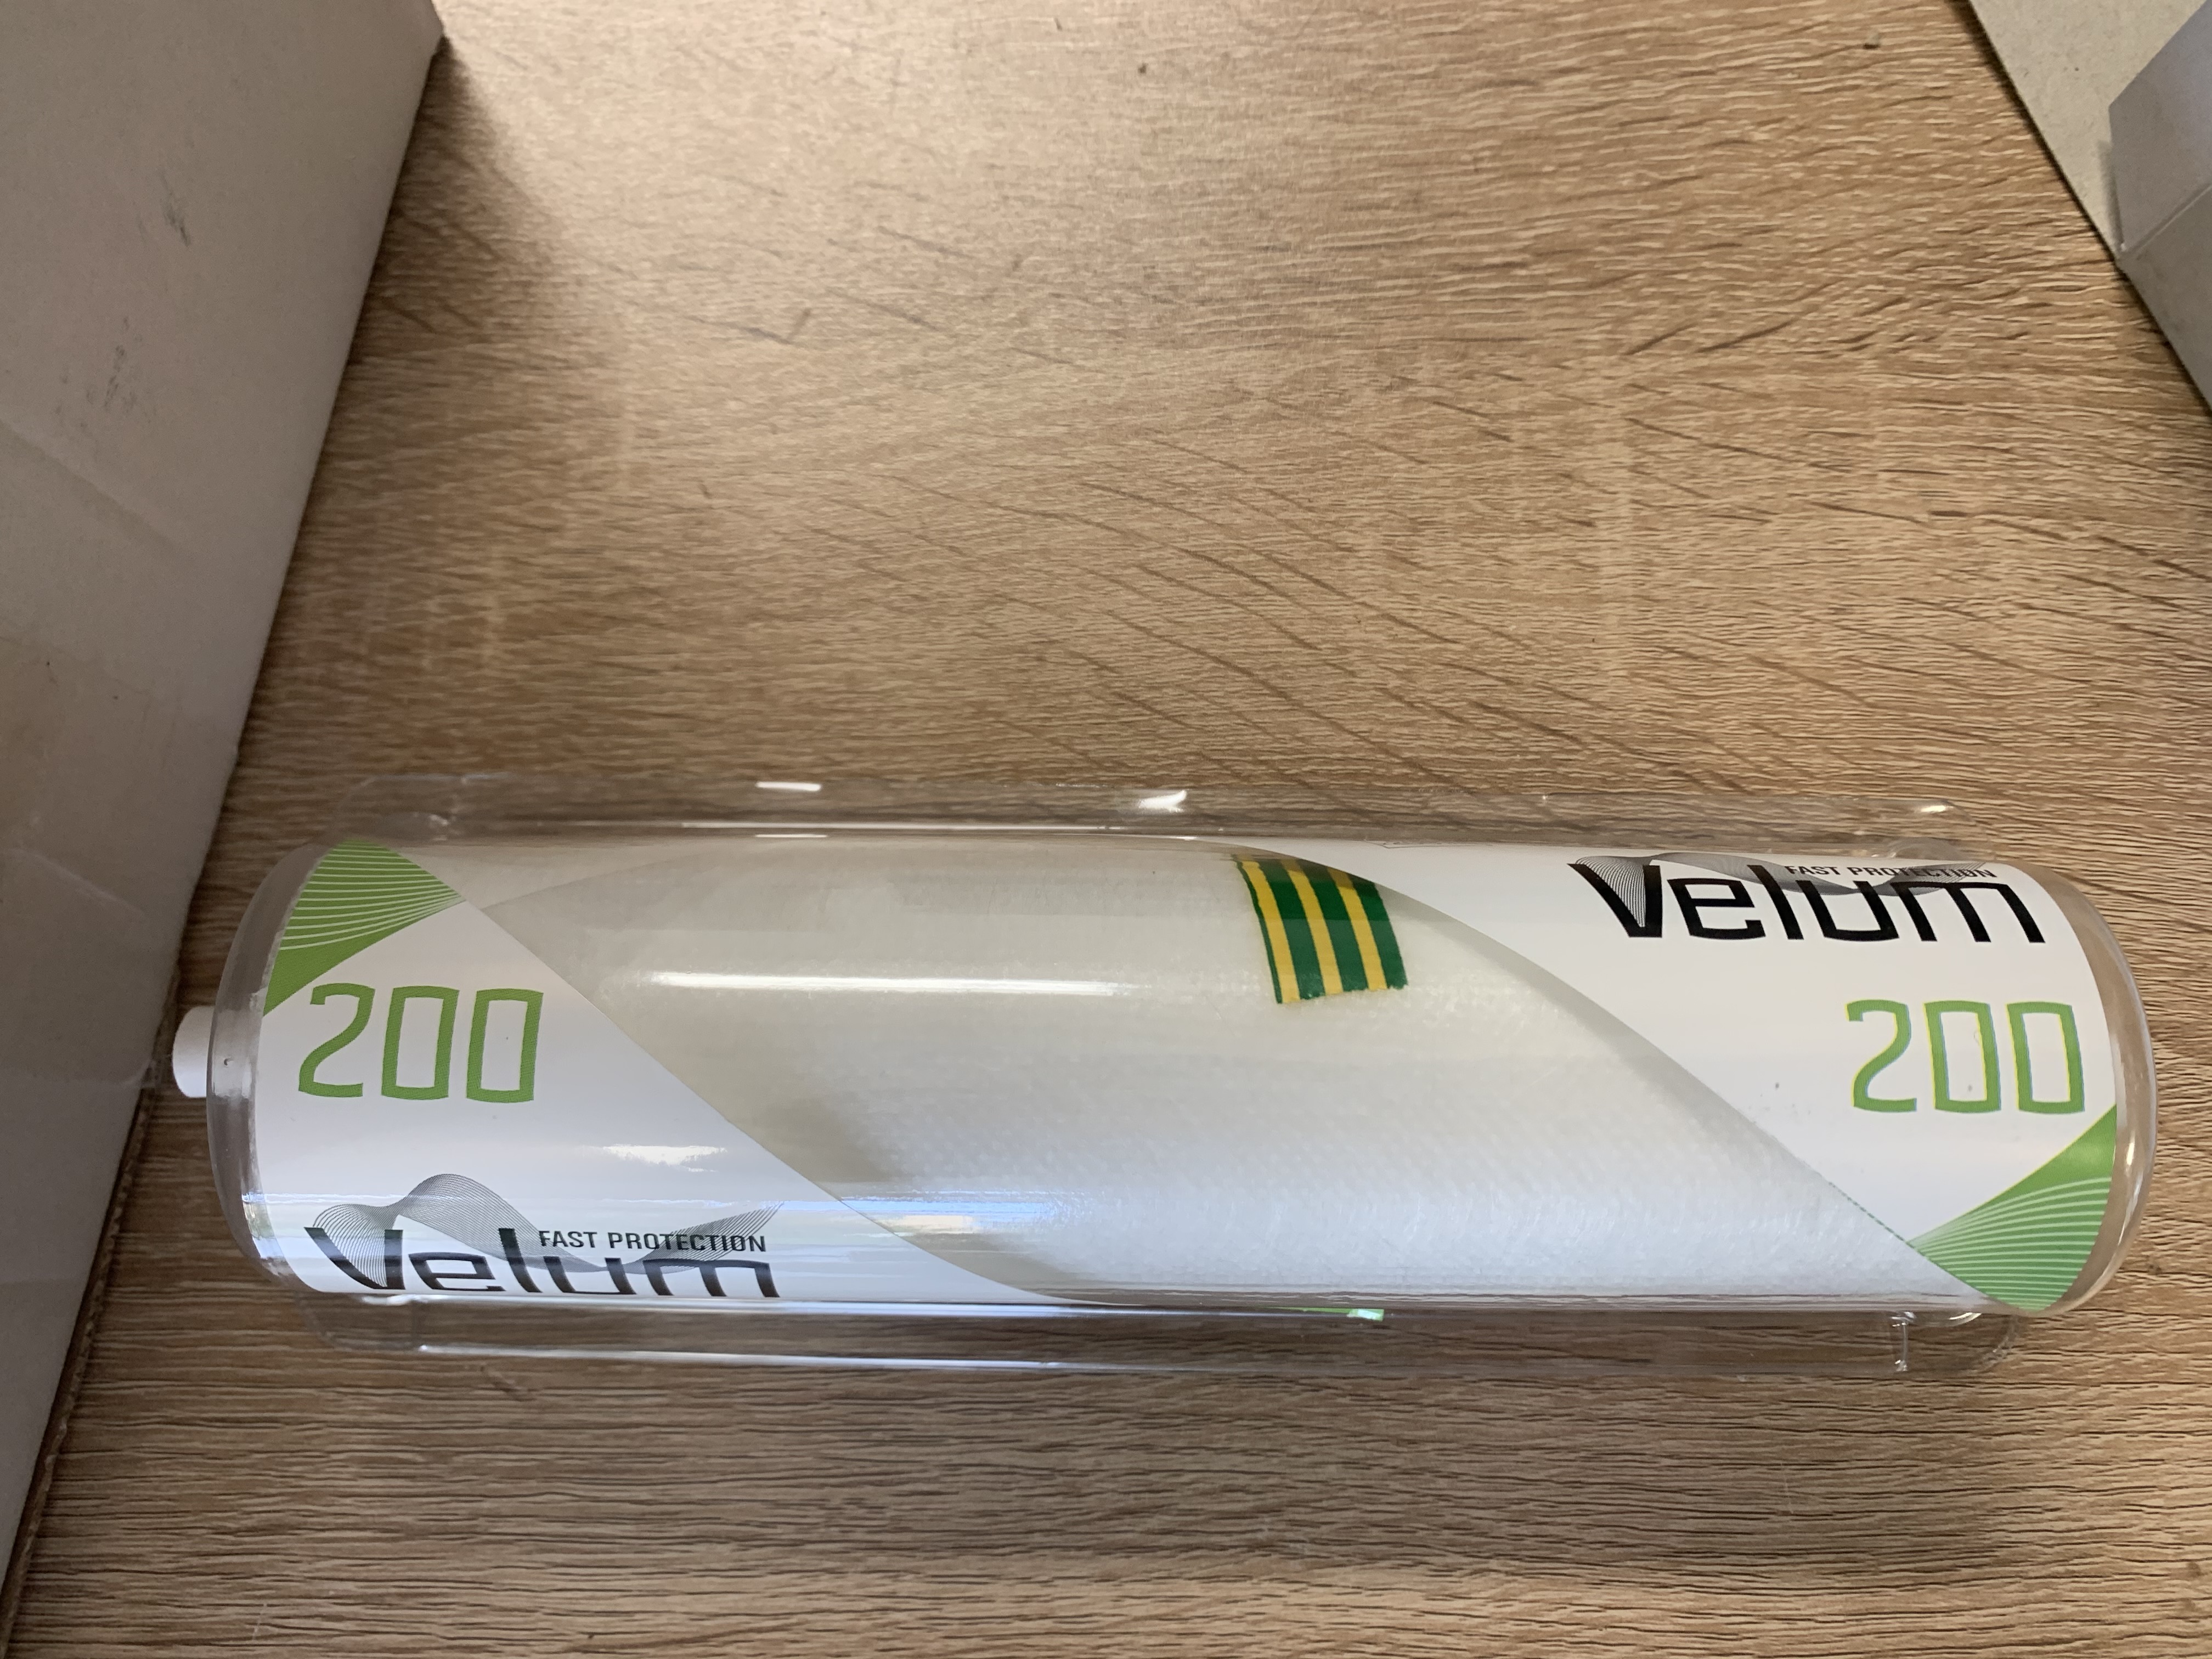 200
FAST PROTECTION
Velum
FAST PROTECTION
Velum
200